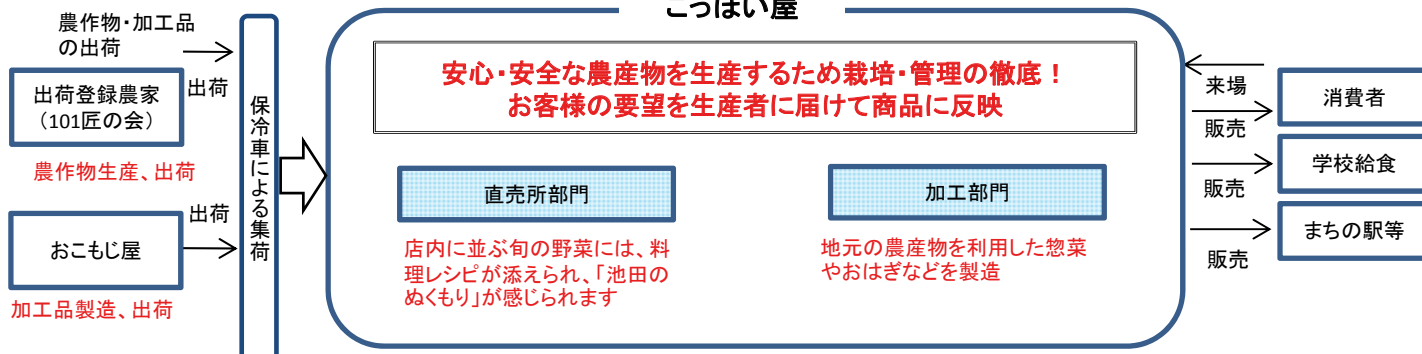 こっぽい屋
農作物・加工品
の出荷
出荷
出荷登録農家
（101匠の会）
農作物生産、出荷
出荷
おこもじ屋
加工品製造、出荷
保冷車による集荷
安心・安全な農産物を生産するため栽培・管理の徹底！
お客様の要望を生産者に届けて商品に反映
直売所部門
店内に並ぶ旬の野菜には、料
理レシピが添えられ、「池田の
ぬくもり」が感じられます
加工部門
地元の農産物を利用した惣菜
やおはぎなどを製造
来場
販売
消費者
販売
学校給食
販売
まちの駅等